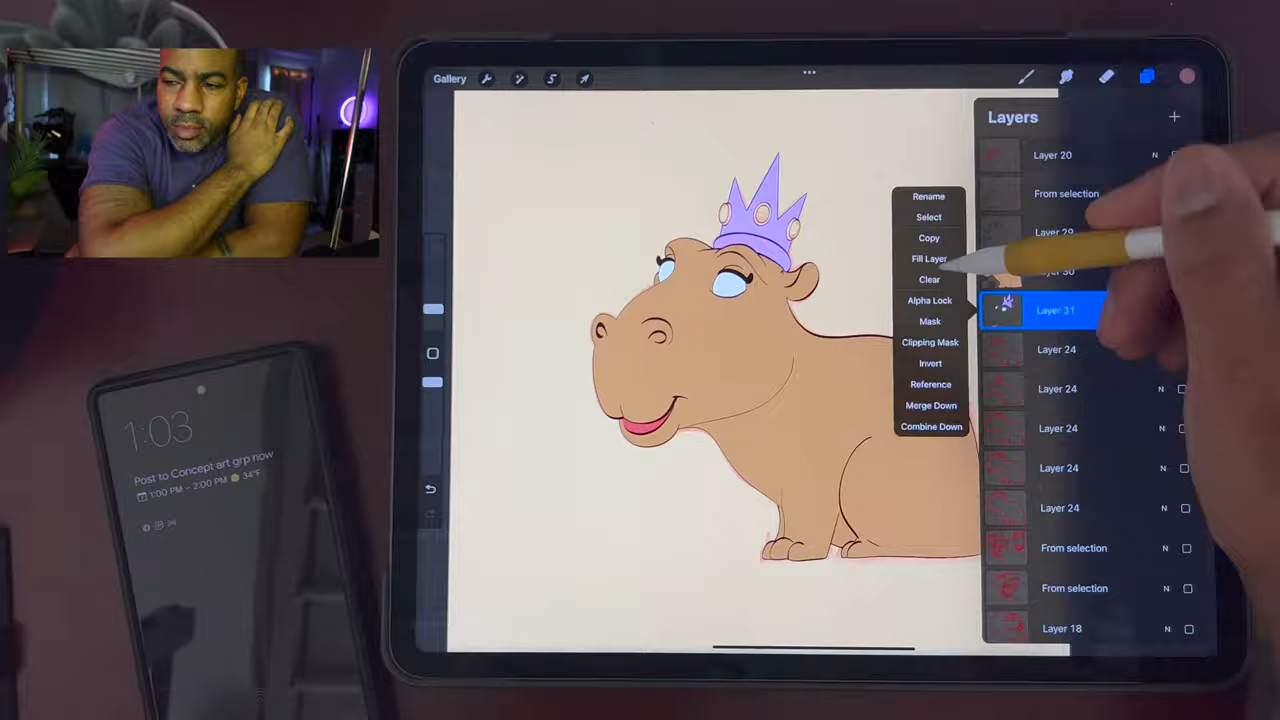 Gallery
Layers
Layer 20 N
From selection
Layer 29
Layer 31
Layer 24
Layer 24 N
Layer 24
Layer 24
Layer 24
From selection N
From selection N
Layer 18 N
Rename
Select
Copy
Fill Layer
Clear
Alpha Lock
Mask
Clipping Mask
Invert
Reference
Merge Down
Combine Down
1:03
Post to Concept art grp now
1:00 PM – 2:00 PM 34°F